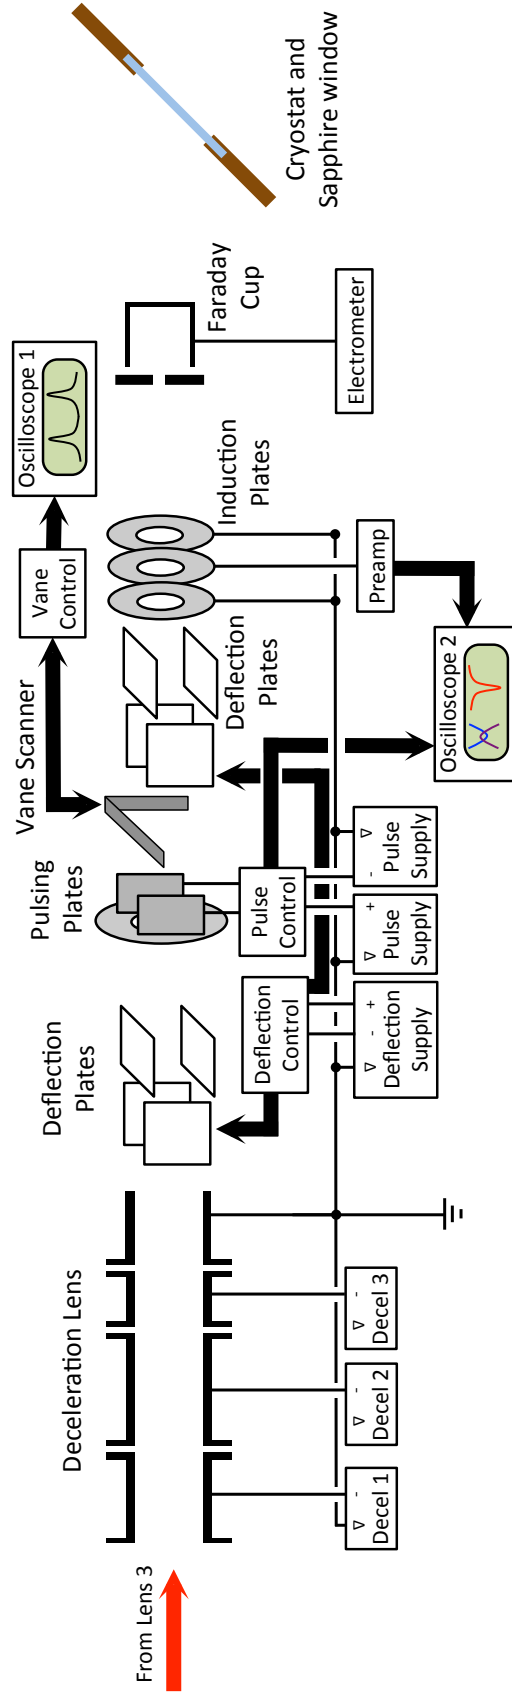 From Lens 3
Deceleration Lens
Decel 1
∇ -
Decel 2
∇ -
Decel 3
∇ -
Deflection
Plates
Deflection
Control
∇ - +
Deflection
Supply
Pulsing
Plates
Pulse
Control
∇ +
Pulse
Supply
- ∇
Pulse
Supply
Vane Scanner
Vane
Control
Oscilloscope 1
Deflection
Plates
Induction
Plates
Preamp
Oscilloscope 2
Faraday
Cup
Electrometer
Cryostat and
Sapphire window